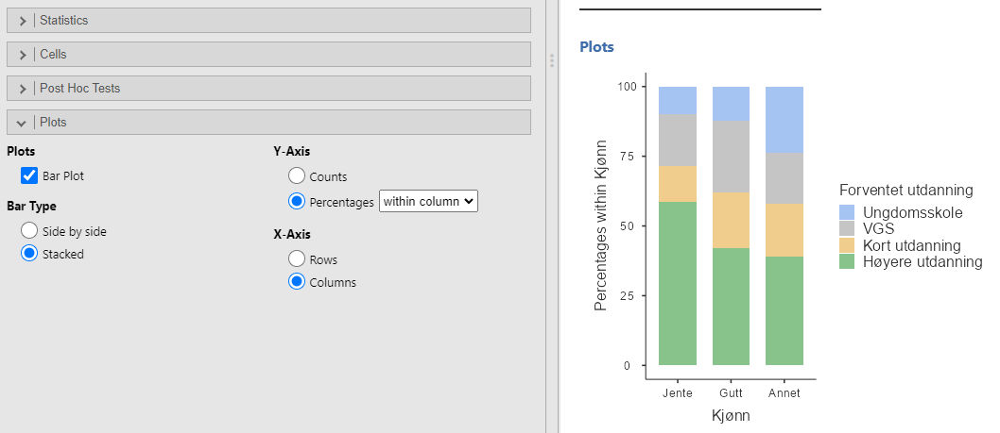 Statistics
Cells
Post Hoc Tests
Plots
Plots
Bar Plot
Bar Type
Side by side
Stacked
Y-Axis
Counts
Percentages within column
X-Axis
Rows
Columns
Plots
100
75
50
25
0
Percentages within Kjønn
Jente Gutt Annet
Kjønn
Forventet utdanning
Ungdomsskole
VGS
Kort utdanning
Høyere utdanning